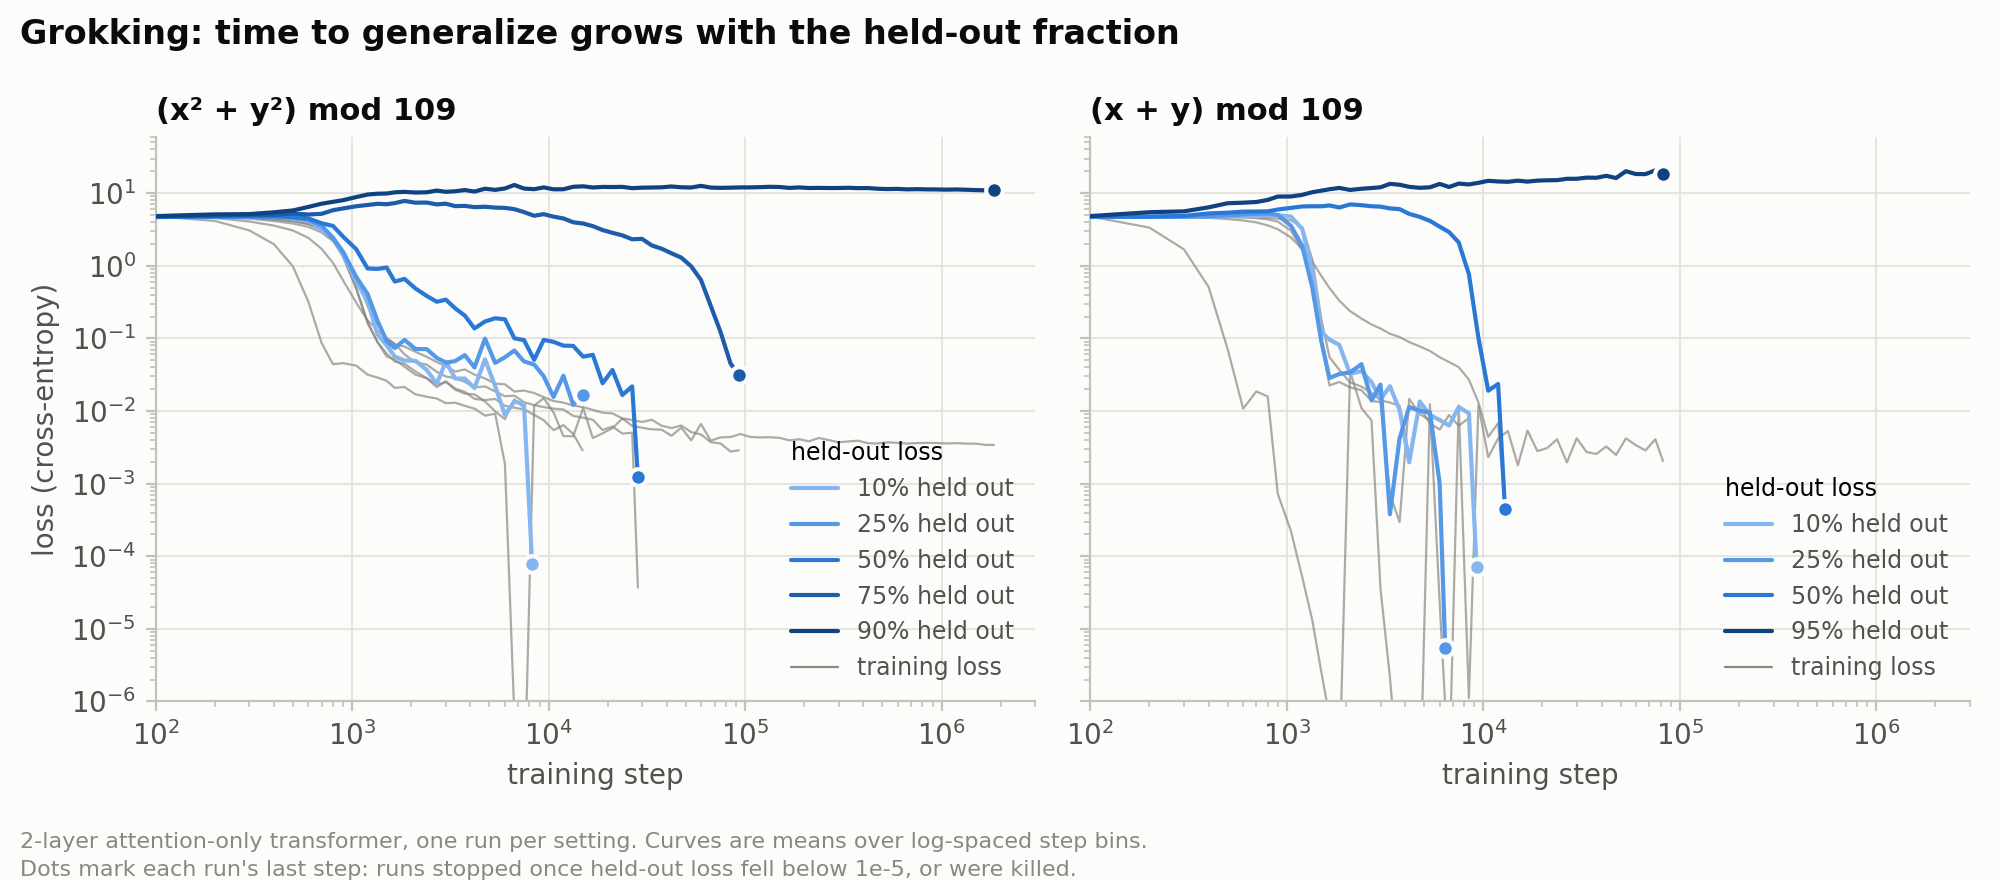 Grokking: time to generalize grows with the held-out fraction
(x² + y²) mod 109
(x + y) mod 109
loss (cross-entropy)
10¹
10⁰
10⁻¹
10⁻²
10⁻³
10⁻⁴
10⁻⁵
10⁻⁶
held-out loss
10% held out
25% held out
50% held out
75% held out
90% held out
training loss
held-out loss
10% held out
25% held out
50% held out
95% held out
training loss
10² 10³ 10⁴ 10⁵ 10⁶
10² 10³ 10⁴ 10⁵ 10⁶
training step
training step
2-layer attention-only transformer, one run per setting. Curves are means over log-spaced step bins.
Dots mark each run's last step: runs stopped once held-out loss fell below 1e-5, or were killed.